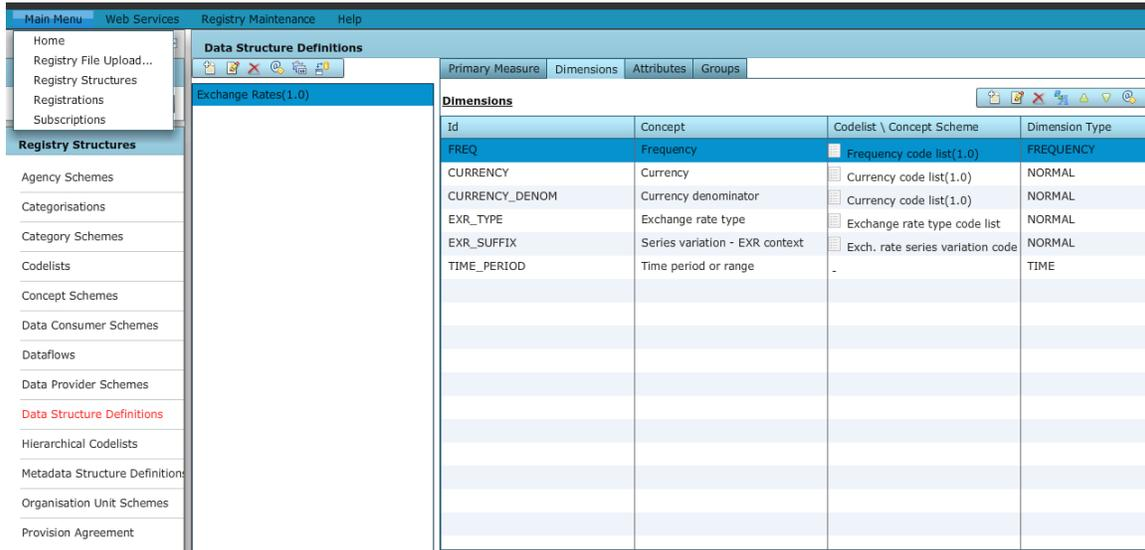 Main Menu Web Services Registry Maintenance Help
Home
Registry File Upload...
Registry Structures
Registrations
Subscriptions
Registry Structures
Agency Schemes
Categorisations
Category Schemes
Codelists
Concept Schemes
Data Consumer Schemes
Dataflows
Data Provider Schemes
Data Structure Definitions
Hierarchical Codelists
Metadata Structure Definitions
Organisation Unit Schemes
Provision Agreement
Data Structure Definitions
Exchange Rates(1.0)
Primary Measure Dimensions Attributes Groups
Dimensions
Id Concept Codelist \ Concept Scheme Dimension Type
FREQ Frequency Frequency code list(1.0) FREQUENCY
CURRENCY Currency Currency code list(1.0) NORMAL
CURRENCY_DENOM Currency denominator Currency code list(1.0) NORMAL
EXR_TYPE Exchange rate type Exchange rate type code list NORMAL
EXR_SUFFIX Series variation - EXR context Exch. rate series variation code NORMAL
TIME_PERIOD Time period or range - TIME